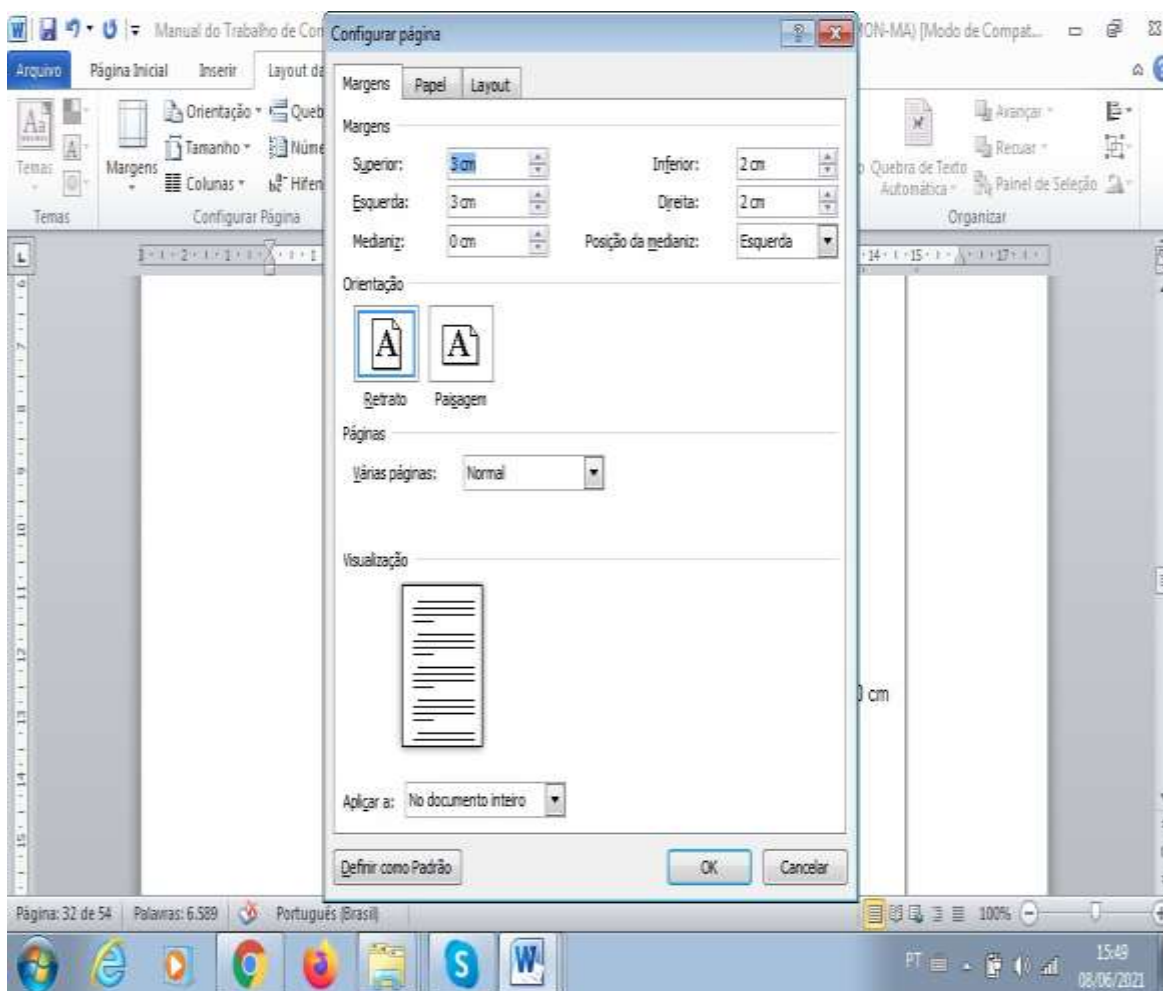 Manual do Trabalho de Con
Configurar página
MON-MA) [Modo de Compat...
Arquivo Página Inicial Inserir Layout da
Margens Papel Layout
Orientação Queb
Tamanho Núme
Colunas Hifen
Temas Margens
Temas Configurar Página
Avançar
Recuar
Quebra de Texto Automática
Painel de Seleção
Organizar
Margens
Superior: 3 cm Inferior: 2 cm
Esquerda: 3 cm Direita: 2 cm
Medianiz: 0 cm Posição da medianiz: Esquerda
Orientação
A A
Retrato Paisagem
Páginas
Várias páginas: Normal
Visualização
0 cm
Aplicar a: No documento inteiro
Definir como Padrão OK Cancelar
Página: 32 de 54 Palavras: 6.589 Português (Brasil) 100%
PT 15:49
08/06/2021